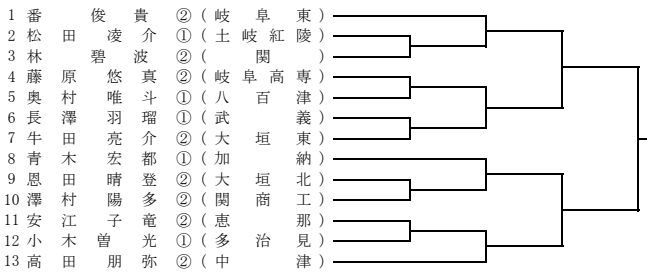 1 番 俊 貴 ② ( 岐 阜 東 )
2 松 田 凌 介 ① ( 土 岐 紅 陵 )
3 林 碧 波 ② ( 関 )
4 藤 原 悠 真 ② ( 岐 阜 高 専 )
5 奥 村 唯 斗 ① ( 八 百 津 )
6 長 澤 羽 瑠 ① ( 武 義 )
7 牛 田 亮 介 ② ( 大 垣 東 )
8 青 木 宏 都 ① ( 加 納 )
9 恩 田 晴 登 ② ( 大 垣 北 )
10 澤 村 陽 多 ② ( 関 商 工 )
11 安 江 子 竜 ② ( 恵 那 )
12 小 木 曽 光 ① ( 多 治 見 )
13 高 田 朋 弥 ② ( 中 津 )